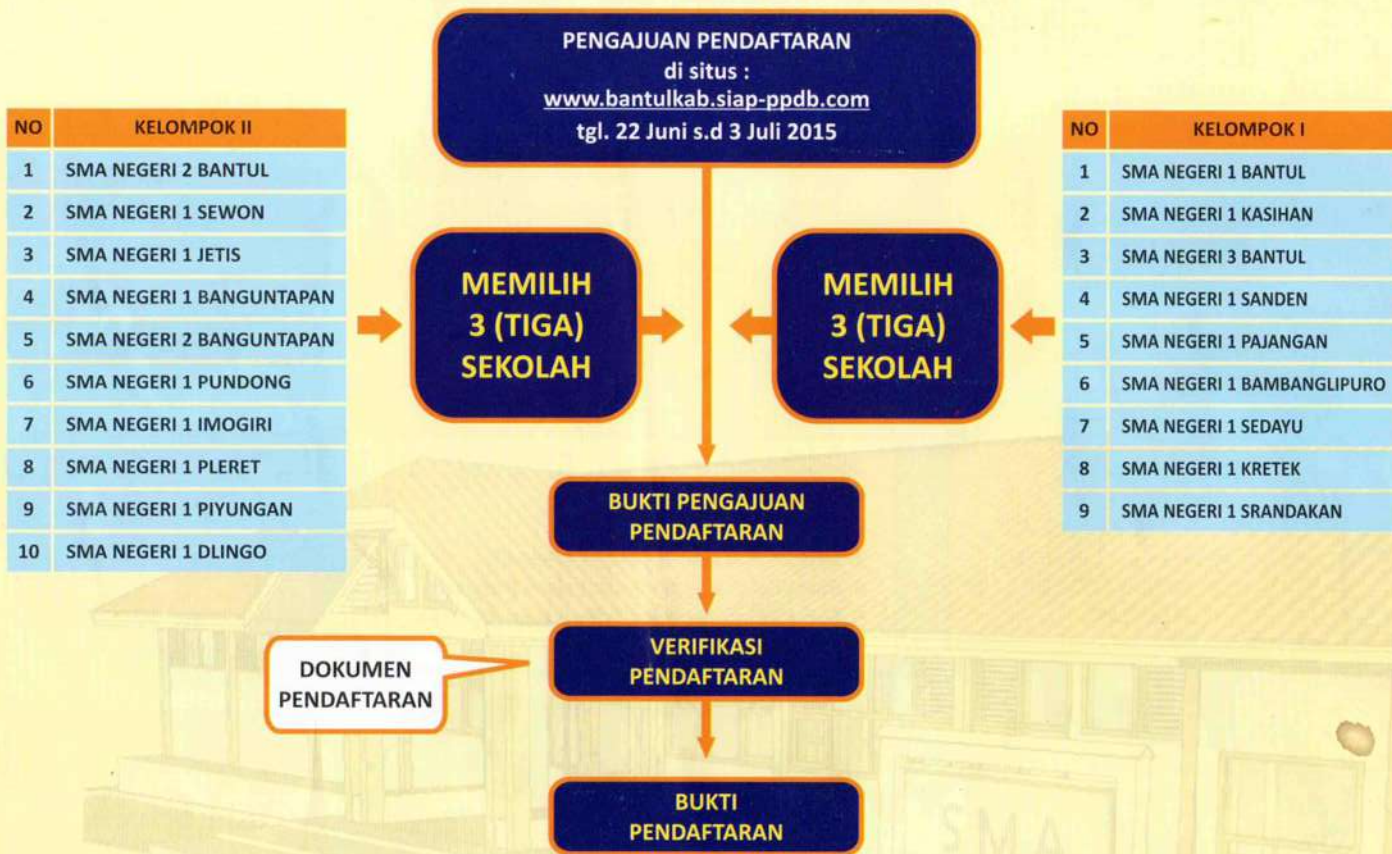 PENGAJUAN PENDAFTARAN
di situs :
www.bantulkab.siap-ppdb.com
tgl. 22 Juni s.d 3 Juli 2015
NO KELOMPOK II
1 SMA NEGERI 2 BANTUL
2 SMA NEGERI 1 SEWON
3 SMA NEGERI 1 JETIS
4 SMA NEGERI 1 BANGUNTAPAN
5 SMA NEGERI 2 BANGUNTAPAN
6 SMA NEGERI 1 PUNDONG
7 SMA NEGERI 1 IMOGIRI
8 SMA NEGERI 1 PLERET
9 SMA NEGERI 1 PIYUNGAN
10 SMA NEGERI 1 DLINGO
MEMILIH
3 (TIGA)
SEKOLAH
MEMILIH
3 (TIGA)
SEKOLAH
NO KELOMPOK I
1 SMA NEGERI 1 BANTUL
2 SMA NEGERI 1 KASIHAN
3 SMA NEGERI 3 BANTUL
4 SMA NEGERI 1 SANDEN
5 SMA NEGERI 1 PAJANGAN
6 SMA NEGERI 1 BAMBANGLIPURO
7 SMA NEGERI 1 SEDAYU
8 SMA NEGERI 1 KRETEK
9 SMA NEGERI 1 SRANDAKAN
BUKTI PENGAJUAN
PENDAFTARAN
DOKUMEN
PENDAFTARAN
VERIFIKASI
PENDAFTARAN
BUKTI
PENDAFTARAN
SMA